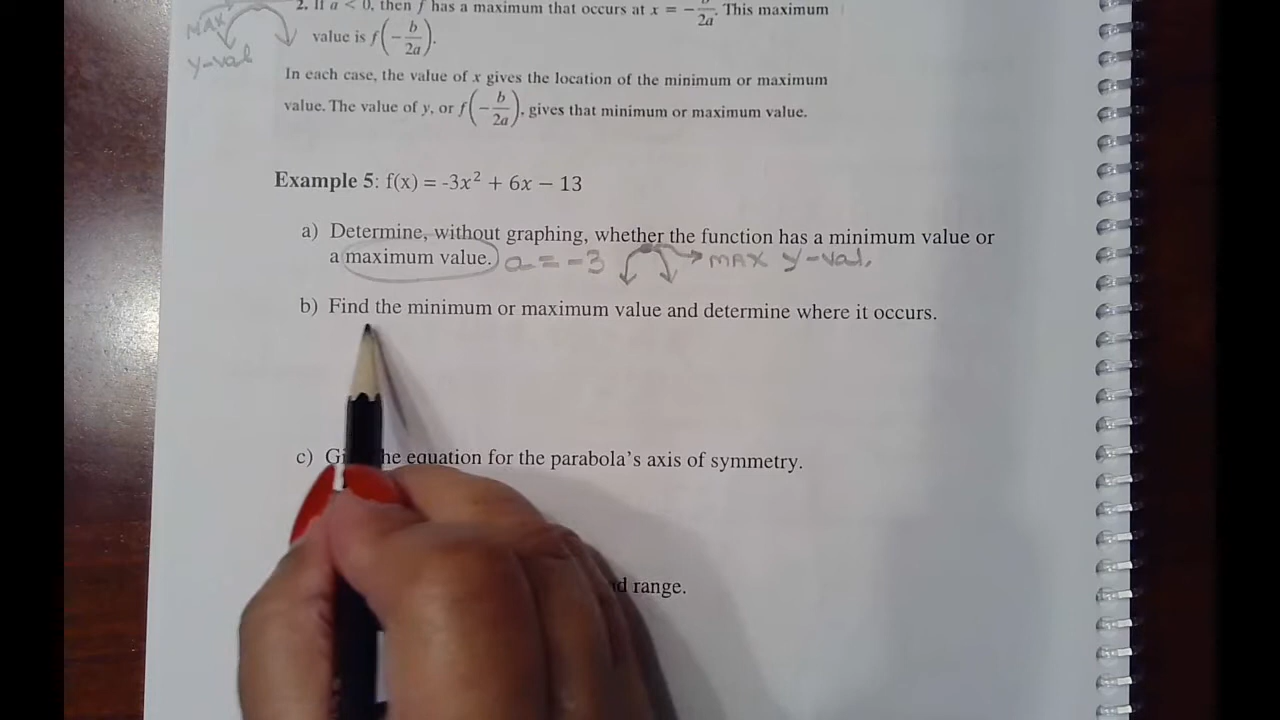 2. If a < 0, then f has a maximum that occurs at x = -b/2a. This maximum
MAX
value is f(-b/2a).
y-val
In each case, the value of x gives the location of the minimum or maximum
value. The value of y, or f(-b/2a), gives that minimum or maximum value.
Example 5: f(x) = -3x² + 6x − 13
a) Determine, without graphing, whether the function has a minimum value or
a maximum value. a = -3 → MAX y-val.
b) Find the minimum or maximum value and determine where it occurs.
c) the equation for the parabola's axis of symmetry.
range.